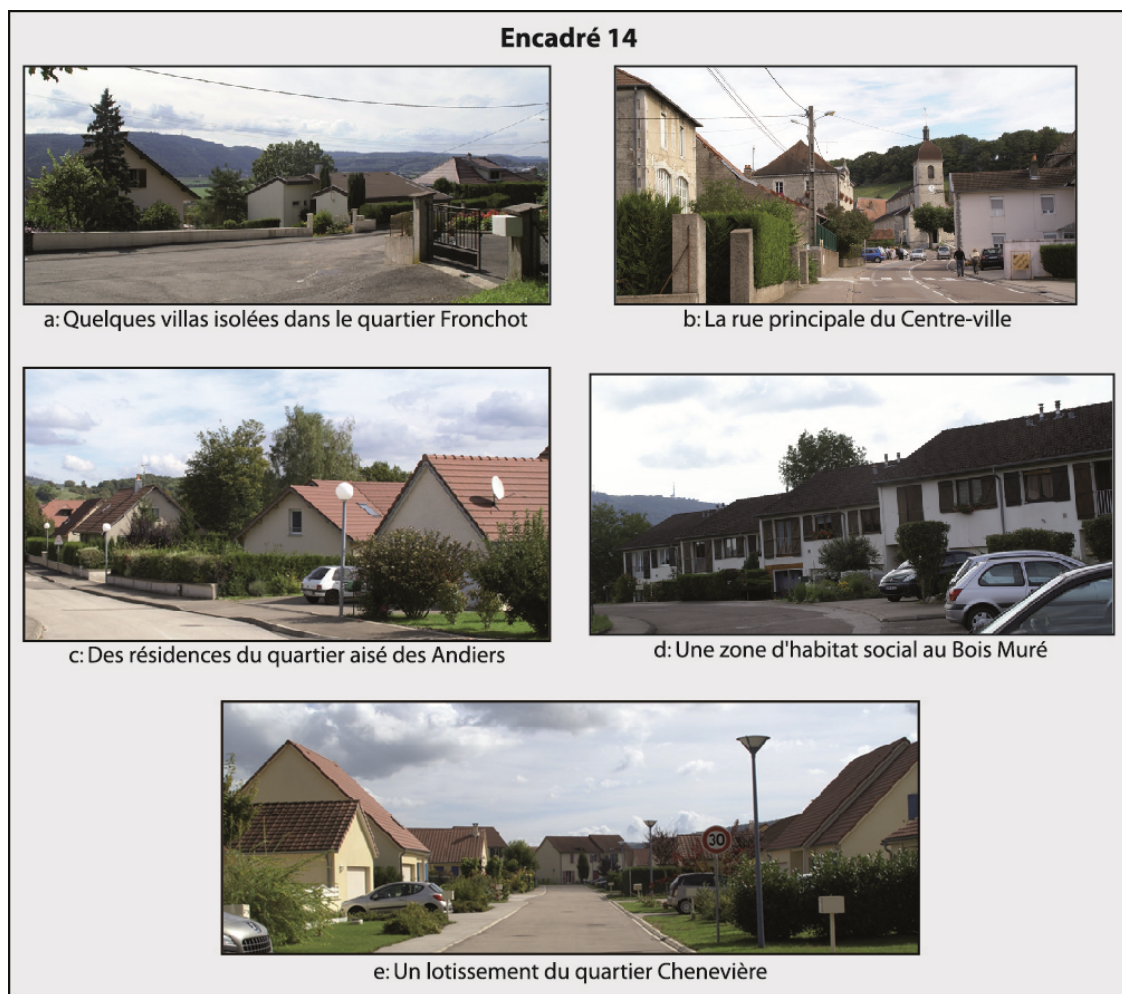 Encadré 14
a: Quelques villas isolées dans le quartier Fronchot
b: La rue principale du Centre-ville
c: Des résidences du quartier aisé des Andiers
d: Une zone d'habitat social au Bois Muré
30
e: Un lotissement du quartier Chenevière